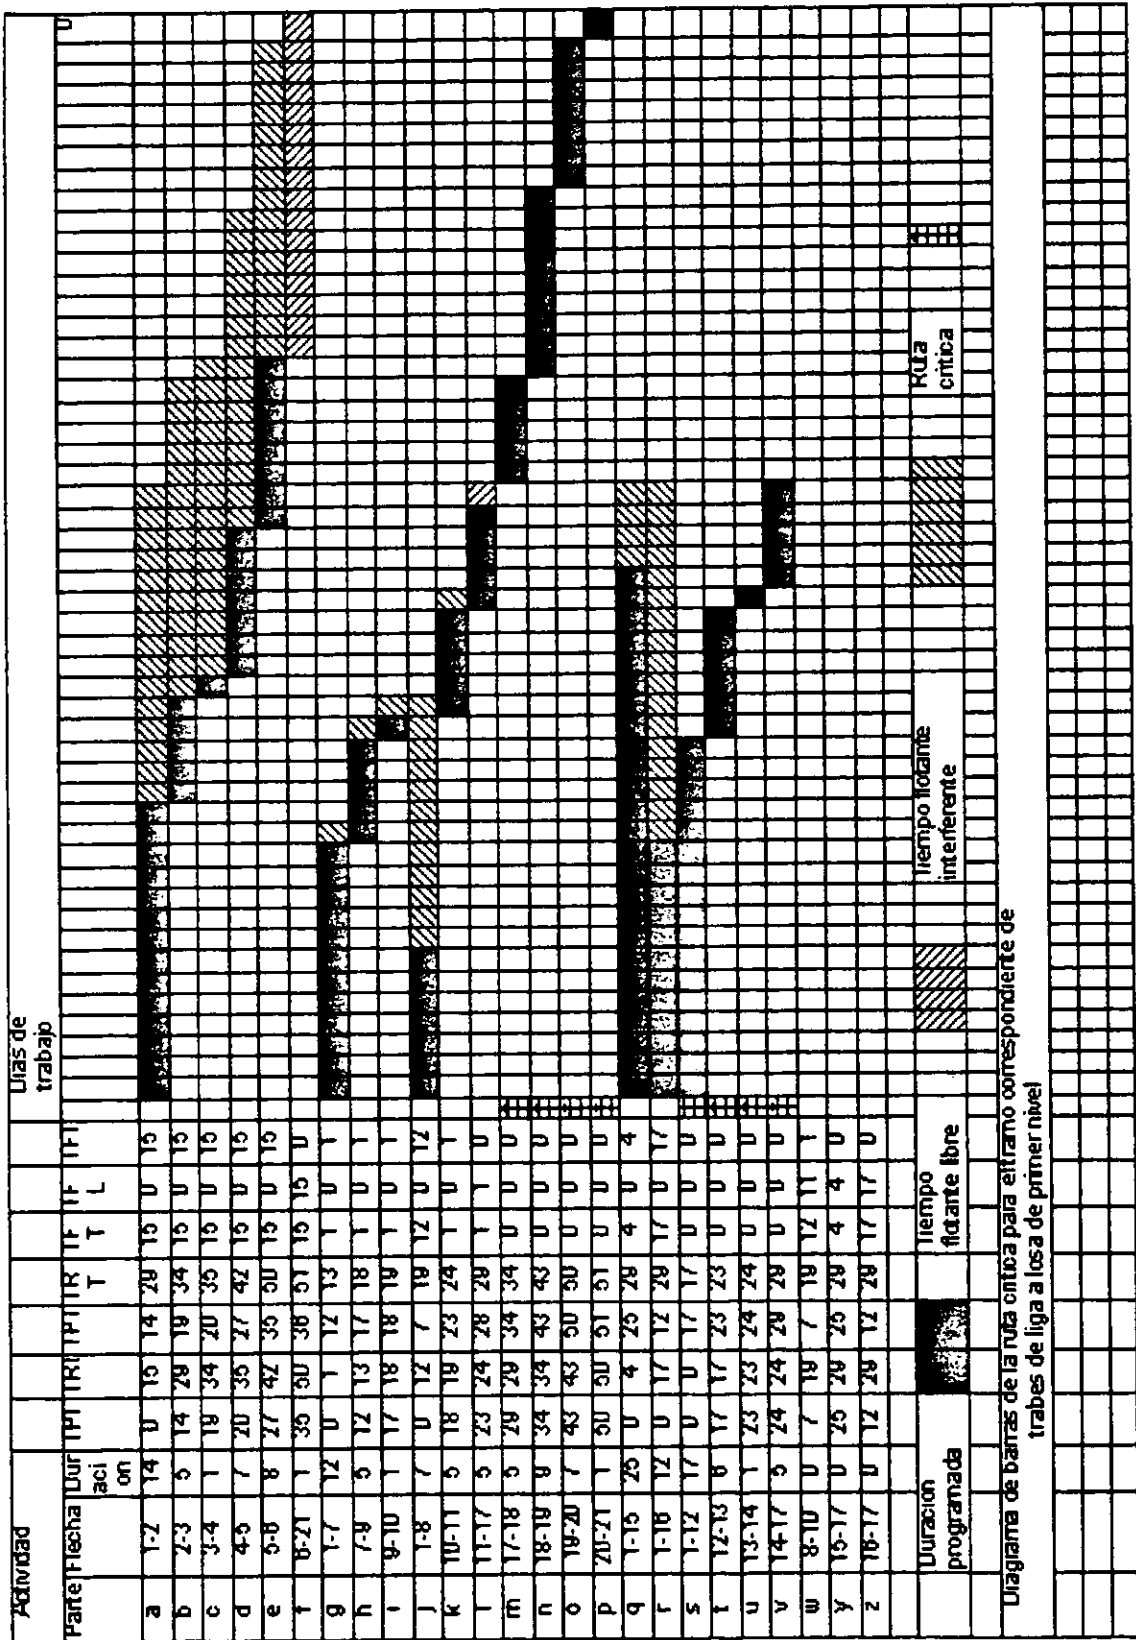 Actividad Dias de trabajo
Parte Flecha Duracion TPI TRI TPT TRT TFT TFL TFI 0
a 1-2 14 0 15 14 29 15 0 15
b 2-3 5 14 29 19 34 15 0 15
c 3-4 1 19 34 20 35 15 0 15
d 4-5 7 20 35 27 42 15 0 15
e 5-6 8 27 42 35 50 15 0 15
f 6-21 1 35 50 36 51 15 15 0
g 1-7 12 0 1 12 13 1 0 1
h 7-9 5 12 13 17 18 1 0 1
i 9-10 1 17 18 18 19 1 0 1
j 1-8 7 0 12 7 19 12 0 12
k 10-11 5 18 19 23 24 1 0 1
l 11-17 5 23 24 28 29 1 1 0
m 17-18 5 29 29 34 34 0 0 0
n 18-19 9 34 34 43 43 0 0 0
o 19-20 7 43 43 50 50 0 0 0
p 20-21 1 50 50 51 51 0 0 0
q 1-15 25 0 4 25 29 4 0 4
r 1-16 12 0 17 12 29 17 0 17
s 1-12 17 0 0 17 17 0 0 0
t 12-13 6 17 17 23 23 0 0 0
u 13-14 1 23 23 24 24 0 0 0
v 14-17 5 24 24 29 29 0 0 0
w 8-10 0 7 19 7 19 12 11 1
y 15-17 0 25 29 25 29 4 4 0
z 16-17 0 12 29 12 29 17 17 0
Duracion programada
Tiempo flotante libre
Tiempo flotante interferente
Ruta critica
Diagrama de barras de la ruta critica para el tramo correspondiente de
trabes de liga a losa de primer nivel